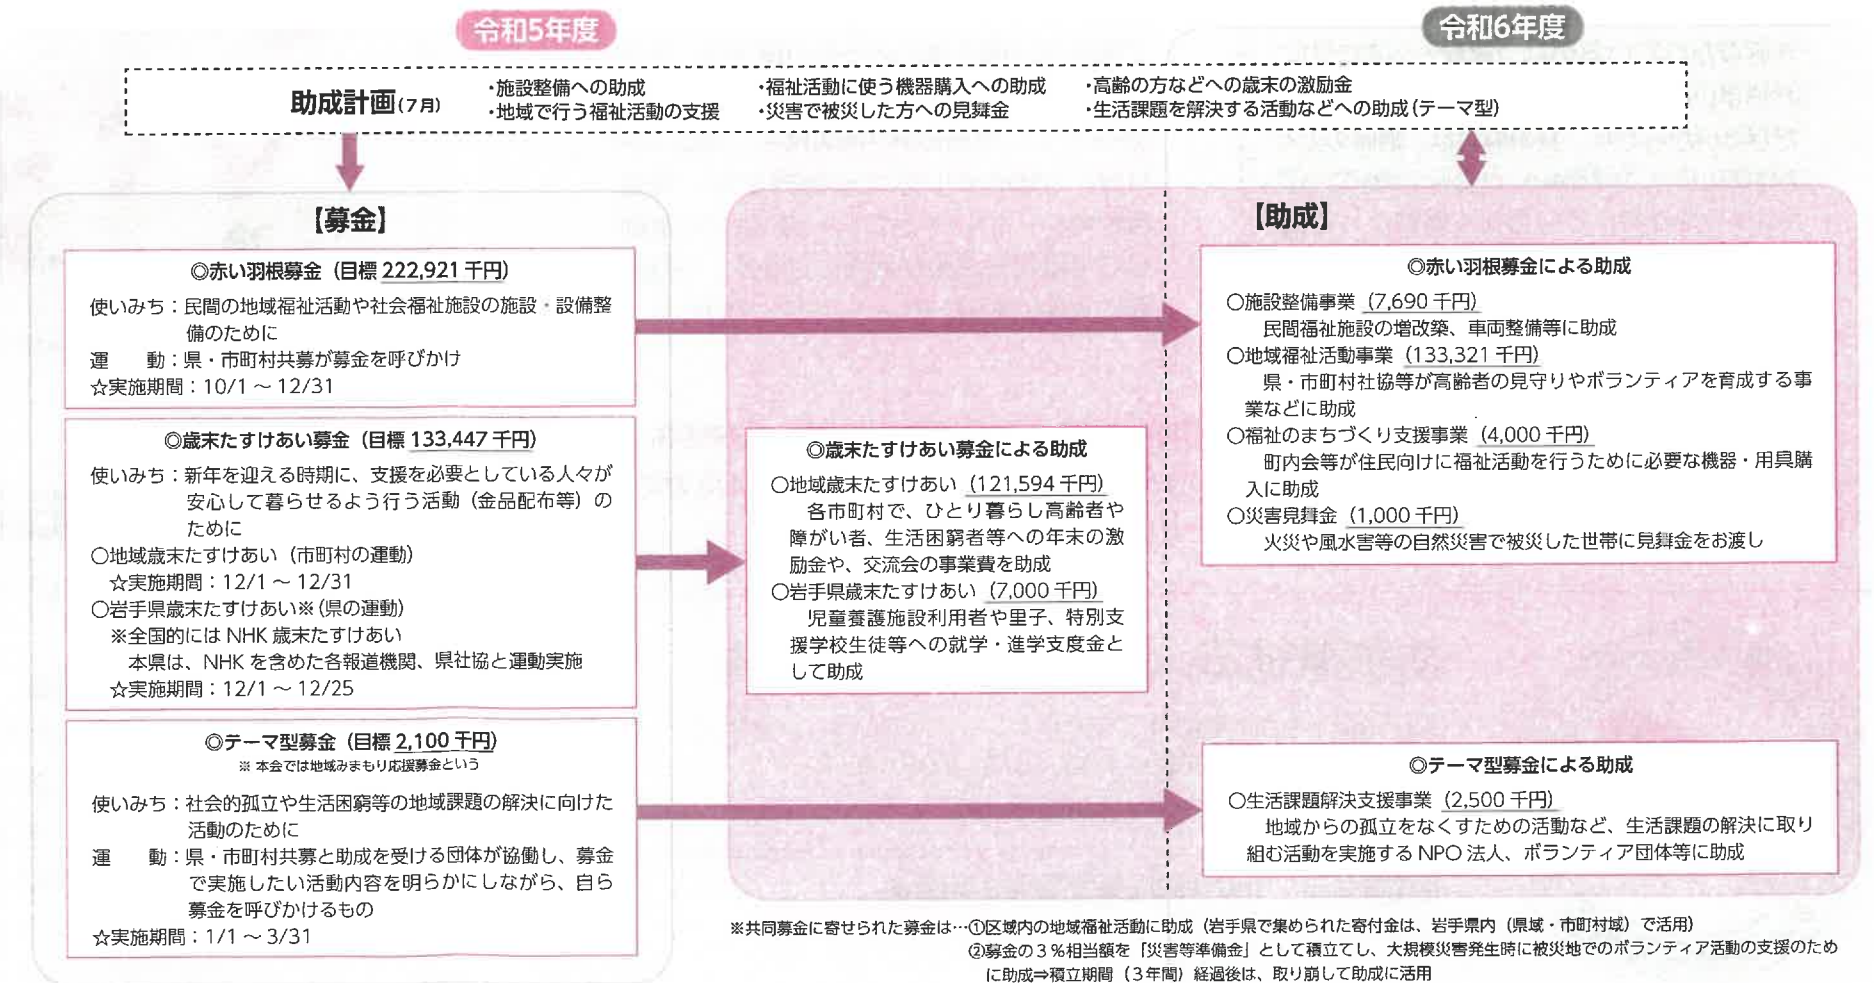 令和5年度
令和6年度
助成計画(7月)
・施設整備への助成
・福祉活動に使う機器購入への助成
・高齢の方などへの歳末の激励金
・地域で行う福祉活動の支援
・災害で被災した方への見舞金
・生活課題を解決する活動などへの助成(テーマ型)
【募金】
◎赤い羽根募金(目標 222,921 千円)
使いみち：民間の地域福祉活動や社会福祉施設の施設・設備整
備のために
運　　動：県・市町村共募が募金を呼びかけ
☆実施期間：10/1 ～ 12/31
◎歳末たすけあい募金(目標 133,447 千円)
使いみち：新年を迎える時期に、支援を必要としている人々が
安心して暮らせるよう行う活動（金品配布等）の
ために
○地域歳末たすけあい（市町村の運動）
☆実施期間：12/1 ～ 12/31
○岩手県歳末たすけあい※(県の運動)
※全国的には NHK 歳末たすけあい
本県は、NHK を含めた各報道機関、県社協と運動実施
☆実施期間：12/1 ～ 12/25
◎テーマ型募金(目標 2,100 千円)
※ 本会では地域みまもり応援募金という
使いみち：社会的孤立や生活困窮等の地域課題の解決に向けた
活動のために
運　　動：県・市町村共募と助成を受ける団体が協働し、募金
で実施したい活動内容を明らかにしながら、自ら
募金を呼びかけるもの
☆実施期間：1/1 ～ 3/31
【助成】
◎歳末たすけあい募金による助成
○地域歳末たすけあい（121,594 千円）
各市町村で、ひとり暮らし高齢者や
障がい者、生活困窮者等への年末の激
励金や、交流会の事業費を助成
○岩手県歳末たすけあい（7,000 千円）
児童養護施設利用者や里子、特別支
援学校生徒等への就学・進学支度金と
して助成
◎赤い羽根募金による助成
○施設整備事業（7,690 千円）
民間福祉施設の増改築、車両整備等に助成
○地域福祉活動事業（133,321 千円）
県・市町村社協等が高齢者の見守りやボランティアを育成する事
業などに助成
○福祉のまちづくり支援事業（4,000 千円）
町内会等が住民向けに福祉活動を行うために必要な機器・用具購
入に助成
○災害見舞金（1,000 千円）
火災や風水害等の自然災害で被災した世帯に見舞金をお渡し
◎テーマ型募金による助成
○生活課題解決支援事業（2,500 千円）
地域からの孤立をなくすための活動など、生活課題の解決に取り
組む活動を実施する NPO 法人、ボランティア団体等に助成
※共同募金に寄せられた募金は…①区域内の地域福祉活動に助成（岩手県で集められた寄付金は、岩手県内（県域・市町村域）で活用）
②募金の3％相当額を「災害等準備金」として積立てし、大規模災害発生時に被災地でのボランティア活動の支援のため
に助成⇒積立期間（3年間）経過後は、取り崩して助成に活用